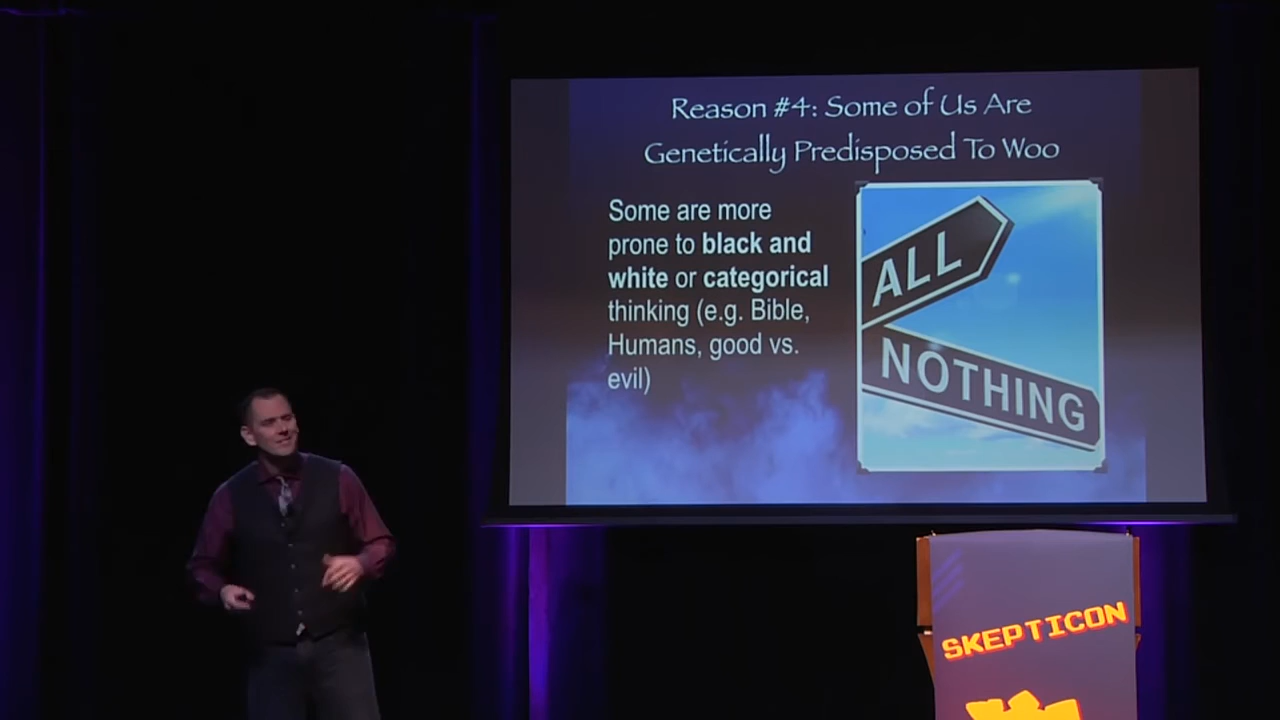 Reason #4: Some of Us Are
Genetically Predisposed To Woo
Some are more
prone to black and
white or categorical
thinking (e.g. Bible,
Humans, good vs.
evil)
ALL
NOTHING
SKEPTICON